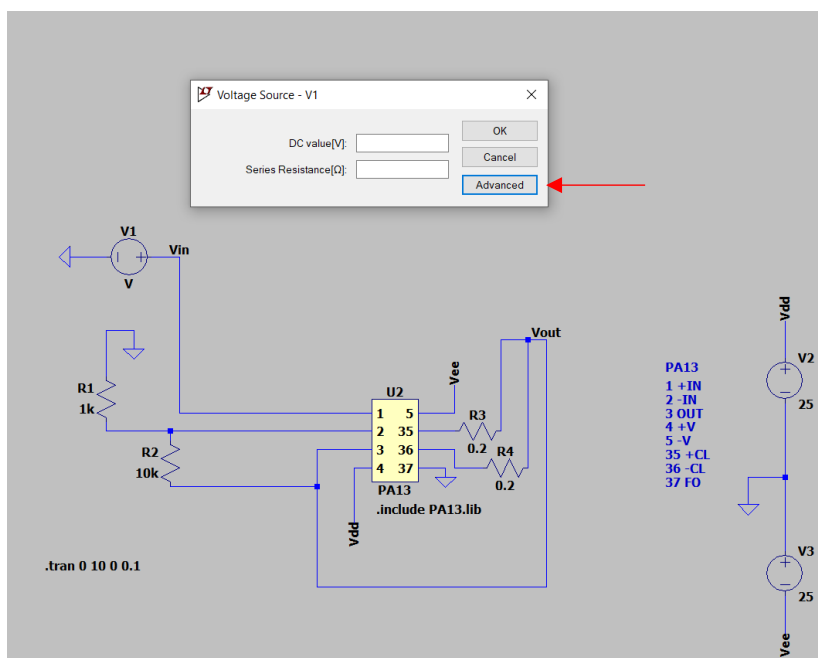 Voltage Source - V1
DC value[V]:
OK
Series Resistance[Ω]:
Cancel
Advanced
V1
Vin
V
R1
1k
R2
10k
U2
1 5
2 35
3 36
4 37
PA13
.include PA13.lib
Vee
Vdd
R3
0.2
R4
0.2
Vout
.tran 0 10 0 0.1
PA13
1 +IN
2 -IN
3 OUT
4 +V
5 -V
35 +CL
36 -CL
37 FO
Vdd
V2
25
V3
25
Vee